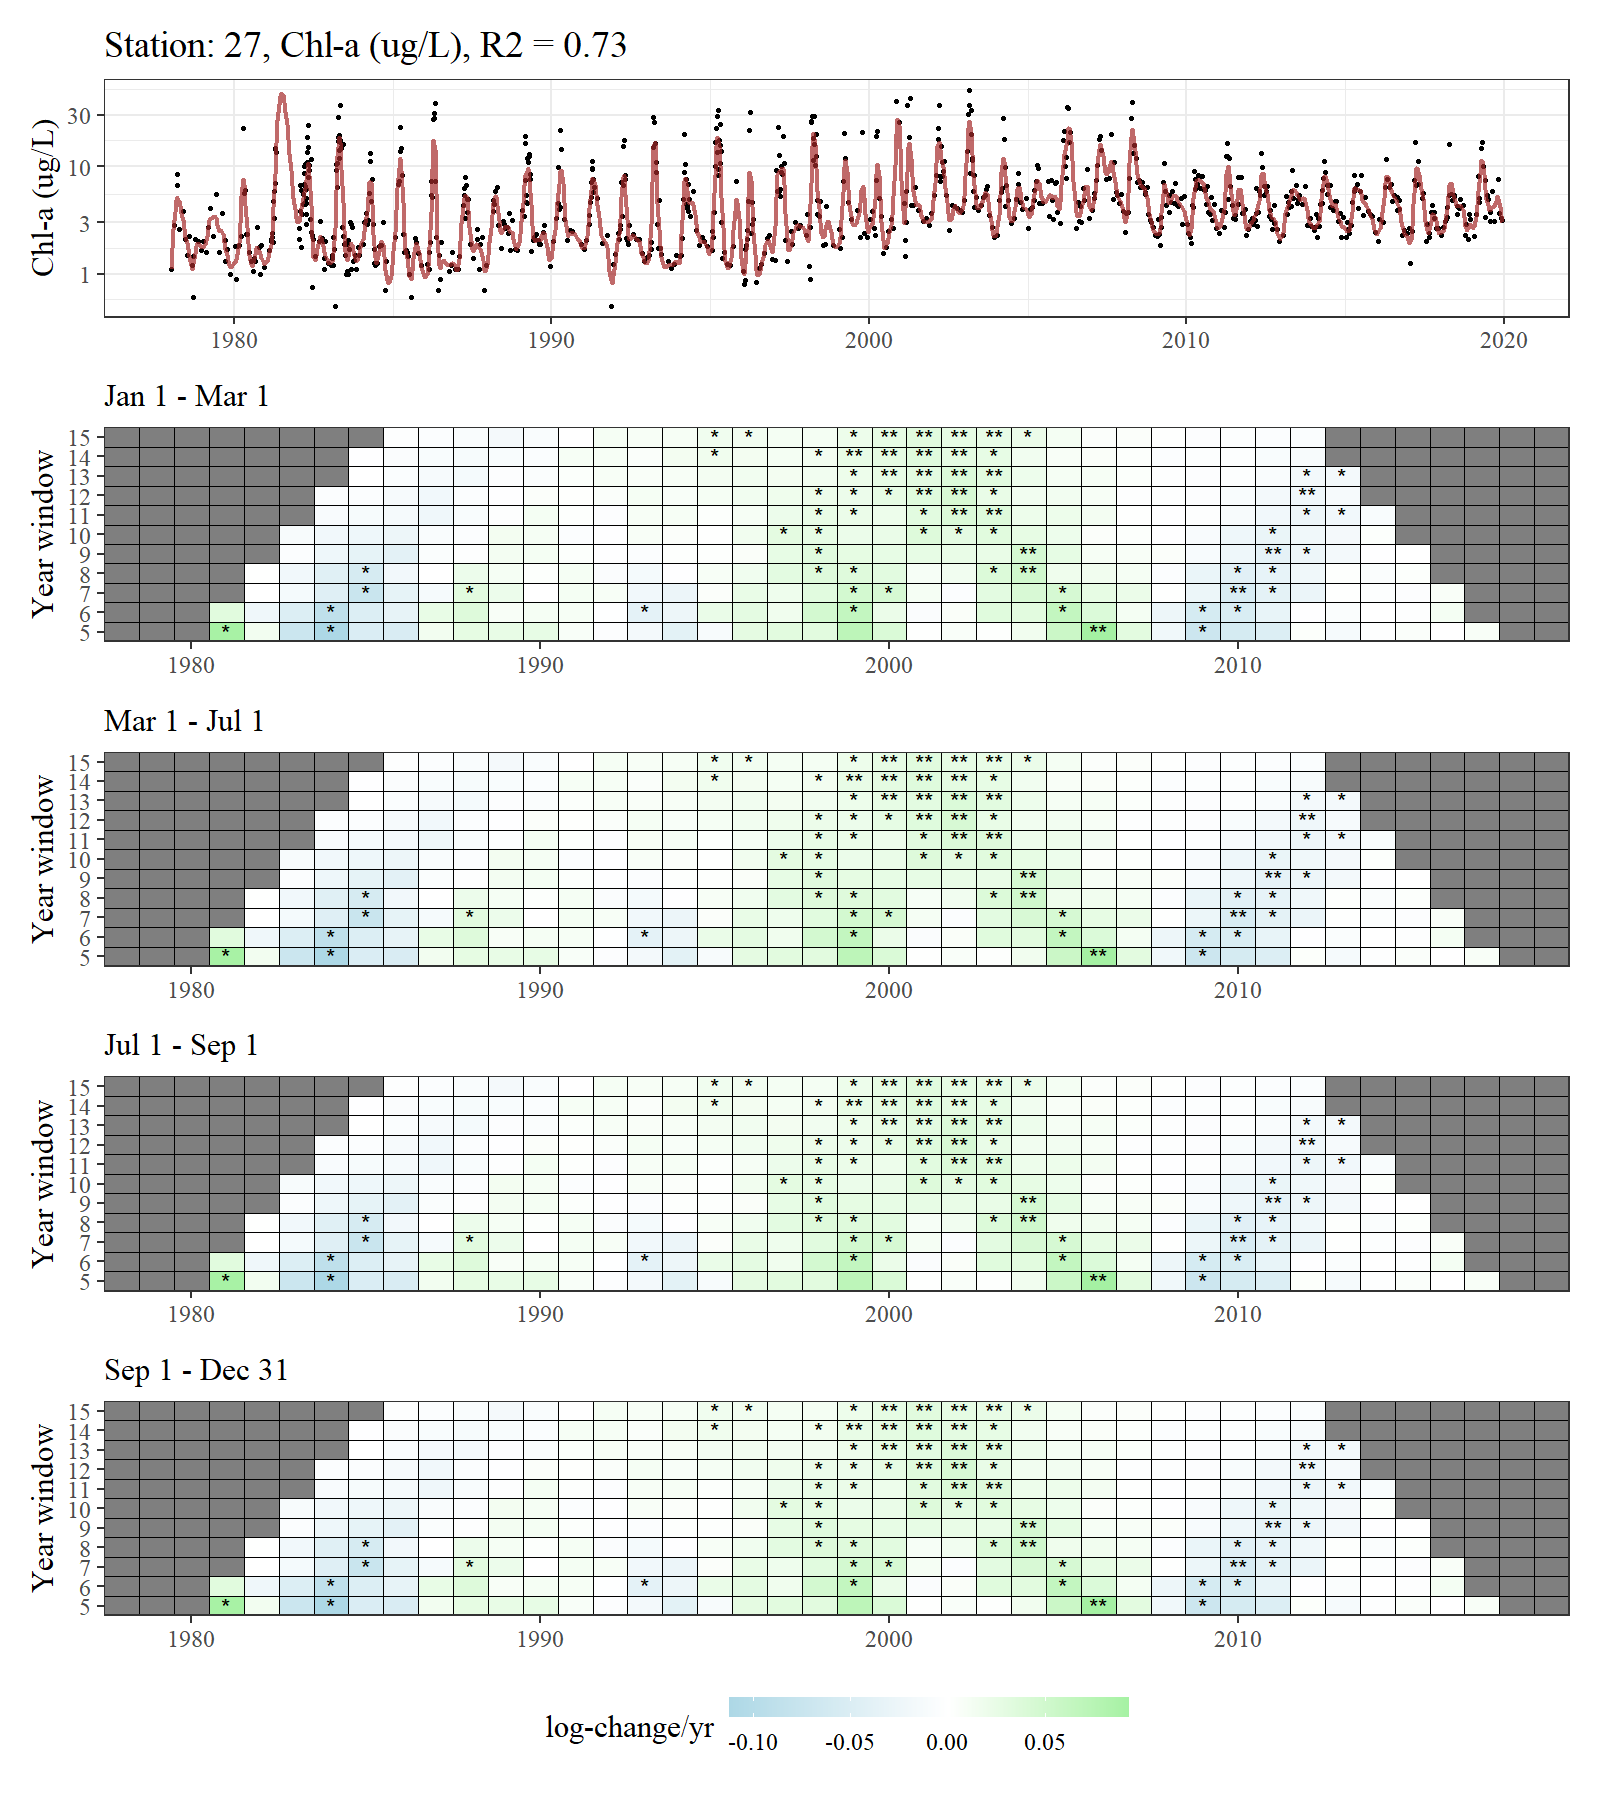 Station: 27, Chl-a (ug/L), R2 = 0.73
Chl-a (ug/L)
30
10
3
1
1980 1990 2000 2010 2020
Jan 1 - Mar 1
Year window
15
14
13
12
11
10
9
8
7
6
5
1980 1990 2000 2010
Mar 1 - Jul 1
Year window
15
14
13
12
11
10
9
8
7
6
5
1980 1990 2000 2010
Jul 1 - Sep 1
Year window
15
14
13
12
11
10
9
8
7
6
5
1980 1990 2000 2010
Sep 1 - Dec 31
Year window
15
14
13
12
11
10
9
8
7
6
5
1980 1990 2000 2010
log-change/yr
-0.10 -0.05 0.00 0.05